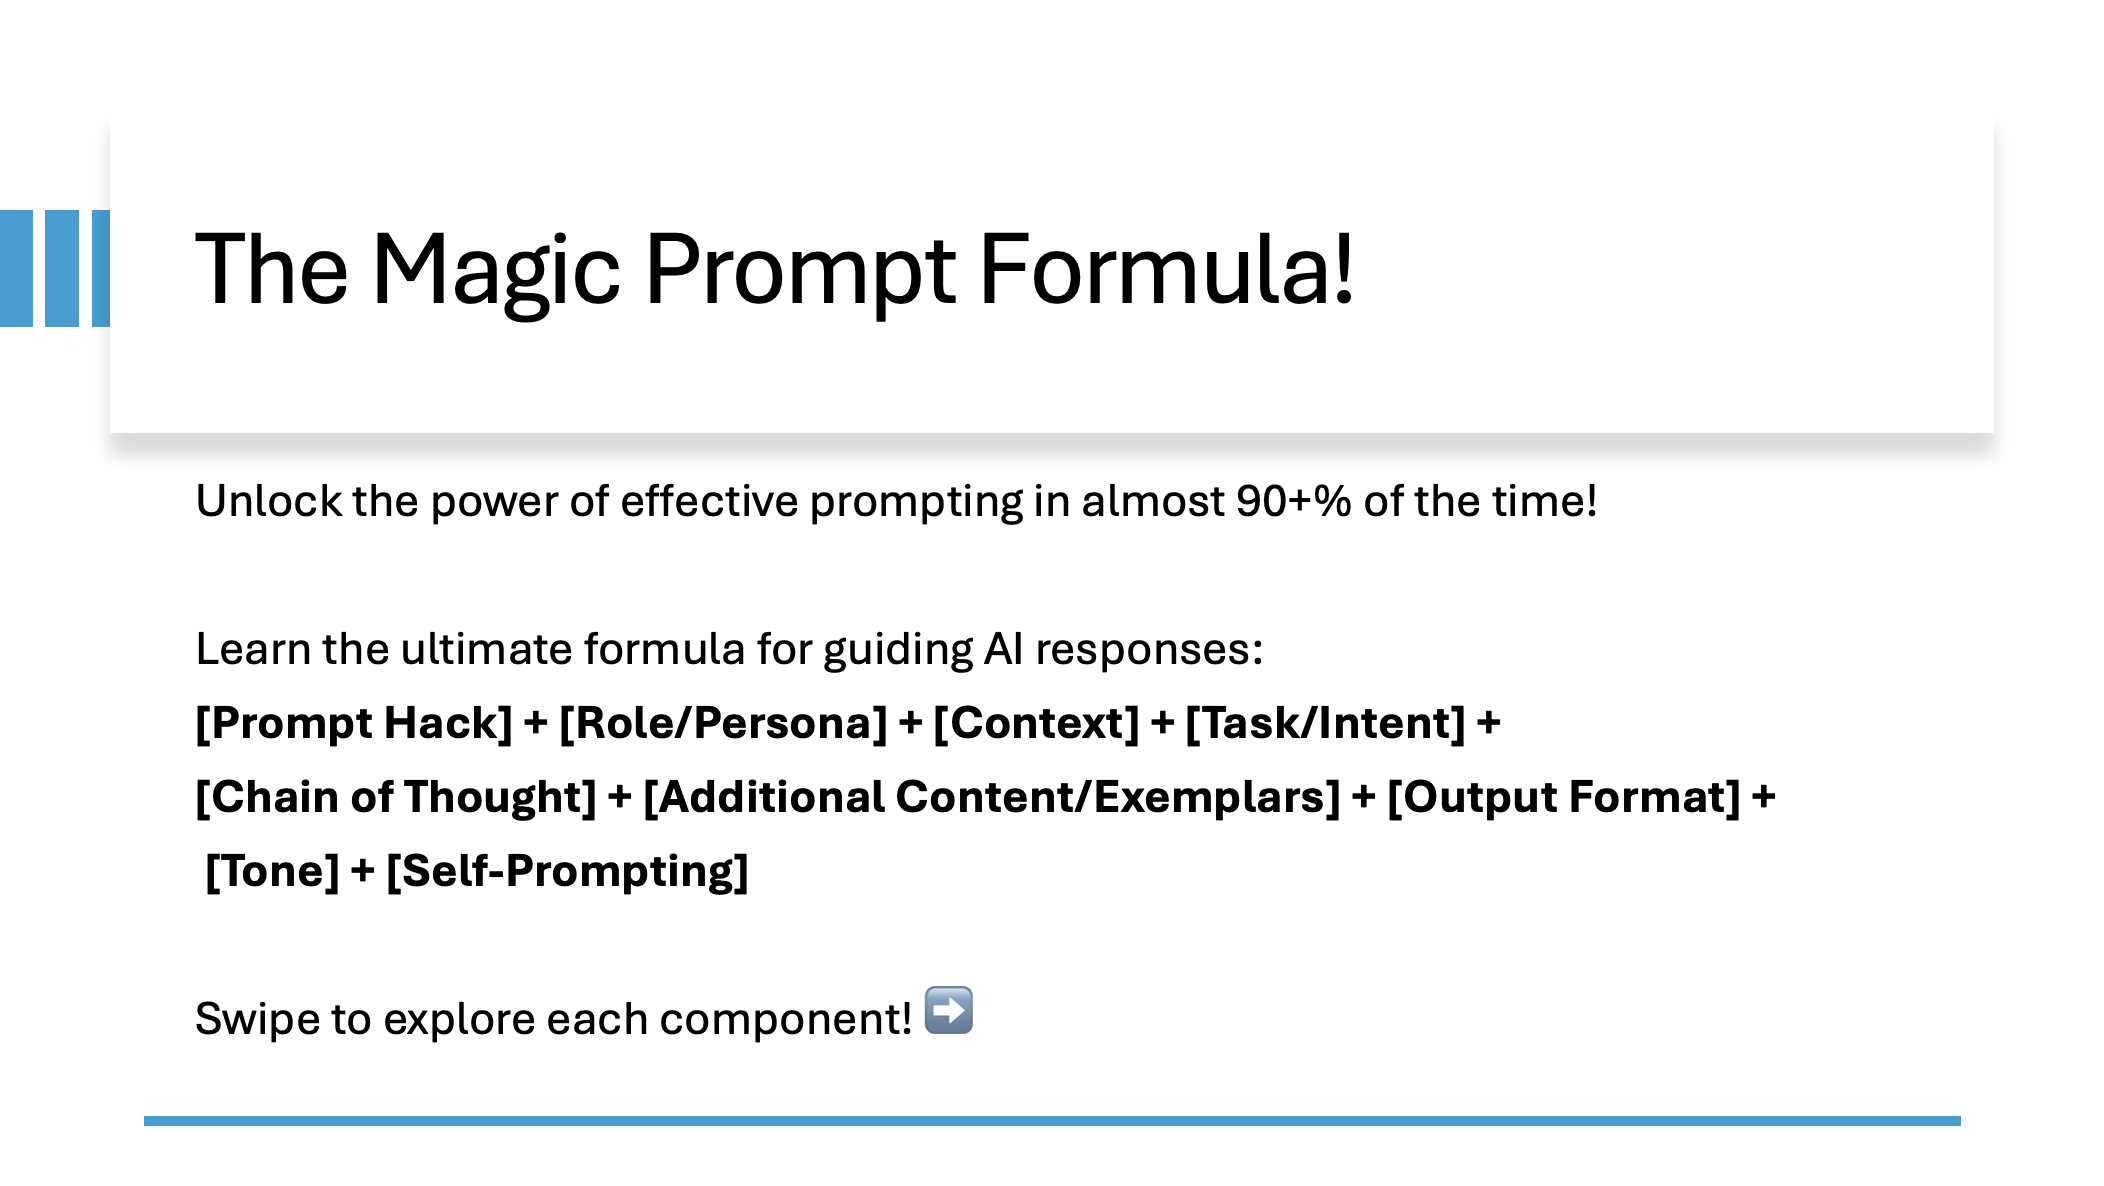 The Magic Prompt Formula!
Unlock the power of effective prompting in almost 90+% of the time!
Learn the ultimate formula for guiding AI responses:
[Prompt Hack] + [Role/Persona] + [Context] + [Task/Intent] +
[Chain of Thought] + [Additional Content/Exemplars] + [Output Format] +
[Tone] + [Self-Prompting]
Swipe to explore each component! ➡️